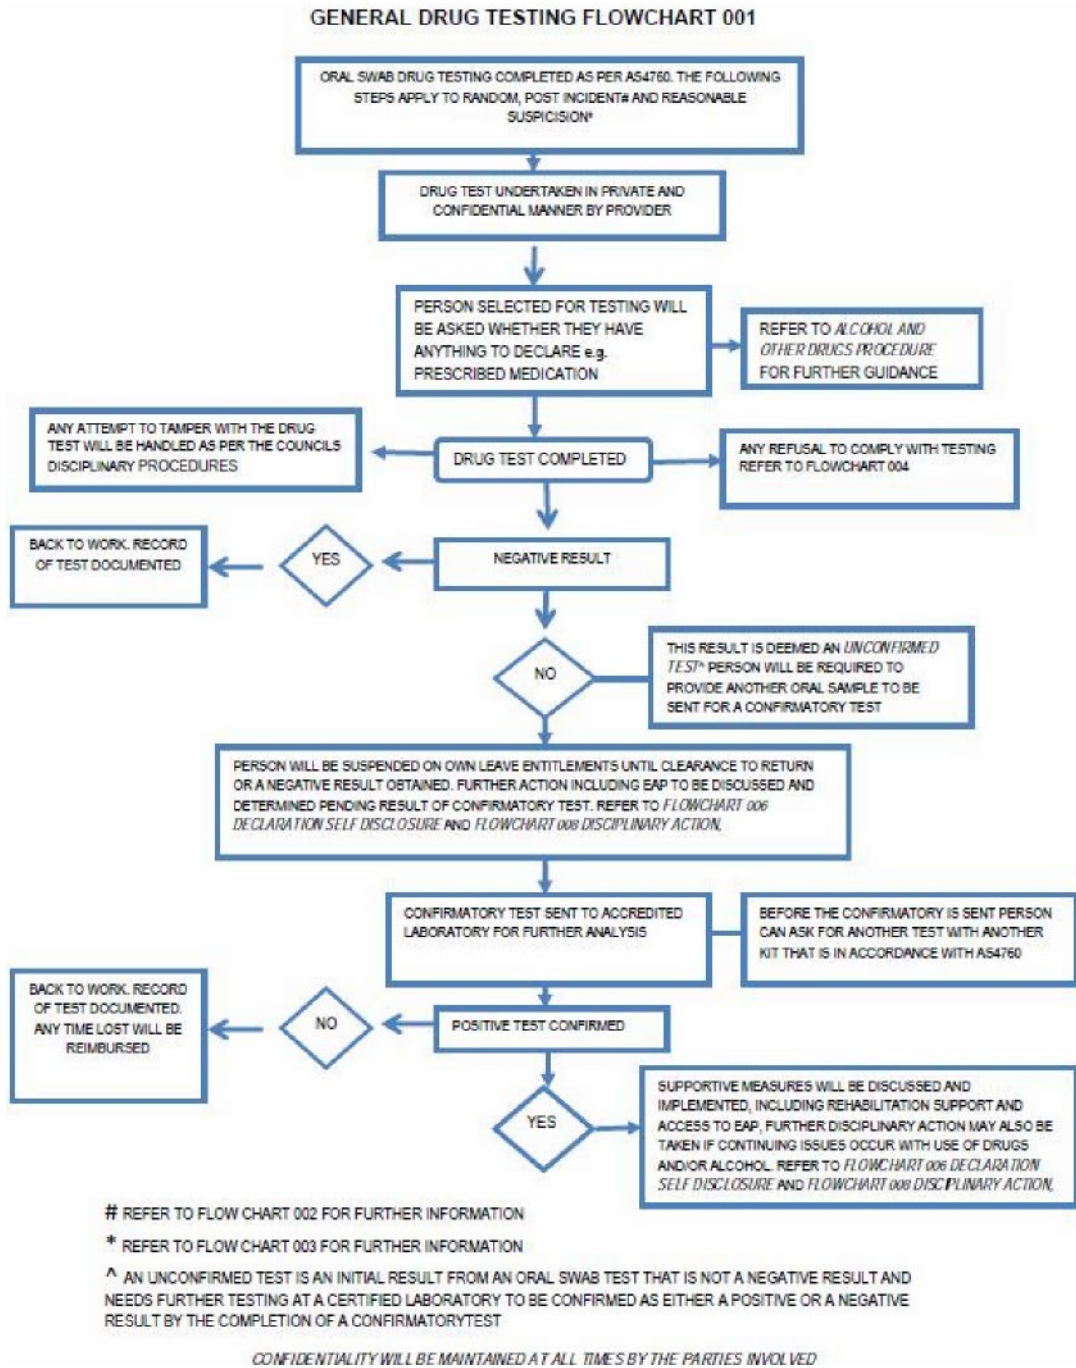 GENERAL DRUG TESTING FLOWCHART 001
ORAL SWAB DRUG TESTING COMPLETED AS PER AS4760. THE FOLLOWING
STEPS APPLY TO RANDOM, POST INCIDENT# AND REASONABLE
SUSPICISION*
DRUG TEST UNDERTAKEN IN PRIVATE AND
CONFIDENTIAL MANNER BY PROVIDER
PERSON SELECTED FOR TESTING WILL
BE ASKED WHETHER THEY HAVE
ANYTHING TO DECLARE e.g.
PRESCRIBED MEDICATION
REFER TO ALCOHOL AND
OTHER DRUGS PROCEDURE
FOR FURTHER GUIDANCE
ANY ATTEMPT TO TAMPER WITH THE DRUG
TEST WILL BE HANDLED AS PER THE COUNCILS
DISCIPLINARY PROCEDURES
DRUG TEST COMPLETED
ANY REFUSAL TO COMPLY WITH TESTING
REFER TO FLOWCHART 004
BACK TO WORK. RECORD
OF TEST DOCUMENTED
YES
NEGATIVE RESULT
NO
THIS RESULT IS DEEMED AN UNCONFIRMED
TEST^ PERSON WILL BE REQUIRED TO
PROVIDE ANOTHER ORAL SAMPLE TO BE
SENT FOR A CONFIRMATORY TEST
PERSON WILL BE SUSPENDED ON OWN LEAVE ENTITLEMENTS UNTIL CLEARANCE TO RETURN
OR A NEGATIVE RESULT OBTAINED. FURTHER ACTION INCLUDING EAP TO BE DISCUSSED AND
DETERMINED PENDING RESULT OF CONFIRMATORY TEST. REFER TO FLOWCHART 006
DECLARATION SELF DISCLOSURE AND FLOWCHART 008 DISCIPLINARY ACTION,
CONFIRMATORY TEST SENT TO ACCREDITED
LABORATORY FOR FURTHER ANALYSIS
BEFORE THE CONFIRMATORY IS SENT PERSON
CAN ASK FOR ANOTHER TEST WITH ANOTHER
KIT THAT IS IN ACCORDANCE WITH AS4760
BACK TO WORK. RECORD
OF TEST DOCUMENTED.
ANY TIME LOST WILL BE
REIMBURSED
NO
POSITIVE TEST CONFIRMED
YES
SUPPORTIVE MEASURES WILL BE DISCUSSED AND
IMPLEMENTED, INCLUDING REHABILITATION SUPPORT AND
ACCESS TO EAP, FURTHER DISCIPLINARY ACTION MAY ALSO BE
TAKEN IF CONTINUING ISSUES OCCUR WITH USE OF DRUGS
AND/OR ALCOHOL. REFER TO FLOWCHART 006 DECLARATION
SELF DISCLOSURE AND FLOWCHART 008 DISCIPLINARY ACTION,
# REFER TO FLOW CHART 002 FOR FURTHER INFORMATION
* REFER TO FLOW CHART 003 FOR FURTHER INFORMATION
^ AN UNCONFIRMED TEST IS AN INITIAL RESULT FROM AN ORAL SWAB TEST THAT IS NOT A NEGATIVE RESULT AND
NEEDS FURTHER TESTING AT A CERTIFIED LABORATORY TO BE CONFIRMED AS EITHER A POSITIVE OR A NEGATIVE
RESULT BY THE COMPLETION OF A CONFIRMATORYTEST
CONFIDENTIALITY WILL BE MAINTAINED AT ALL TIMES BY THE PARTIES INVOLVED